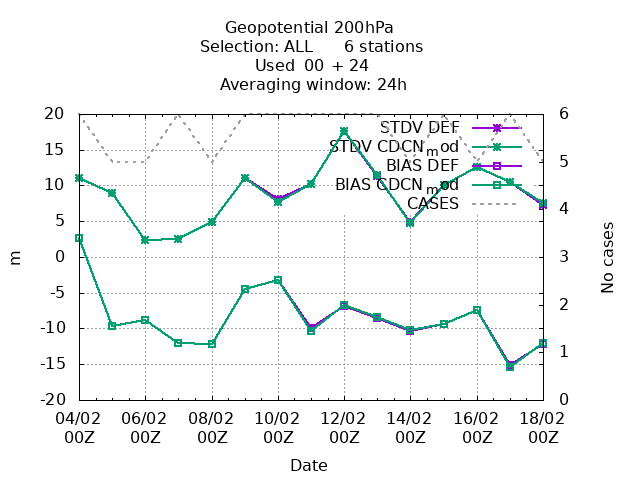 Geopotential 200hPa
Selection: ALL 6 stations
Used 00 + 24
Averaging window: 24h
20
15
10
5
0
-5
-10
-15
-20
m
STDV DEF
STDV CDCN_mod
BIAS DEF
BIAS CDCN_mod
CASES
6
5
4
3
2
1
0
No cases
04/02 06/02 08/02 10/02 12/02 14/02 16/02 18/02
00Z 00Z 00Z 00Z 00Z 00Z 00Z 00Z
Date